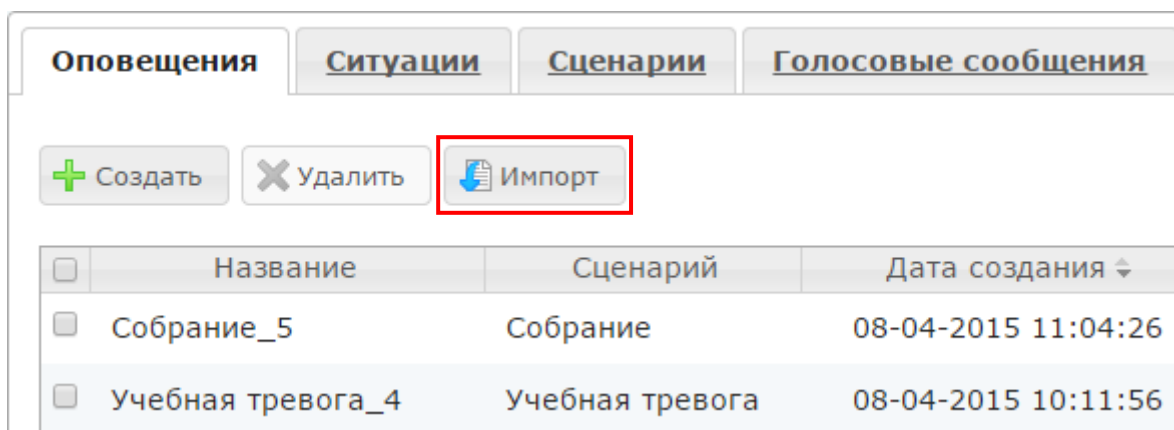 Оповещения Ситуации Сценарии Голосовые сообщения
Создать Удалить Импорт
Название Сценарий Дата создания
Собрание_5 Собрание 08-04-2015 11:04:26
Учебная тревога_4 Учебная тревога 08-04-2015 10:11:56